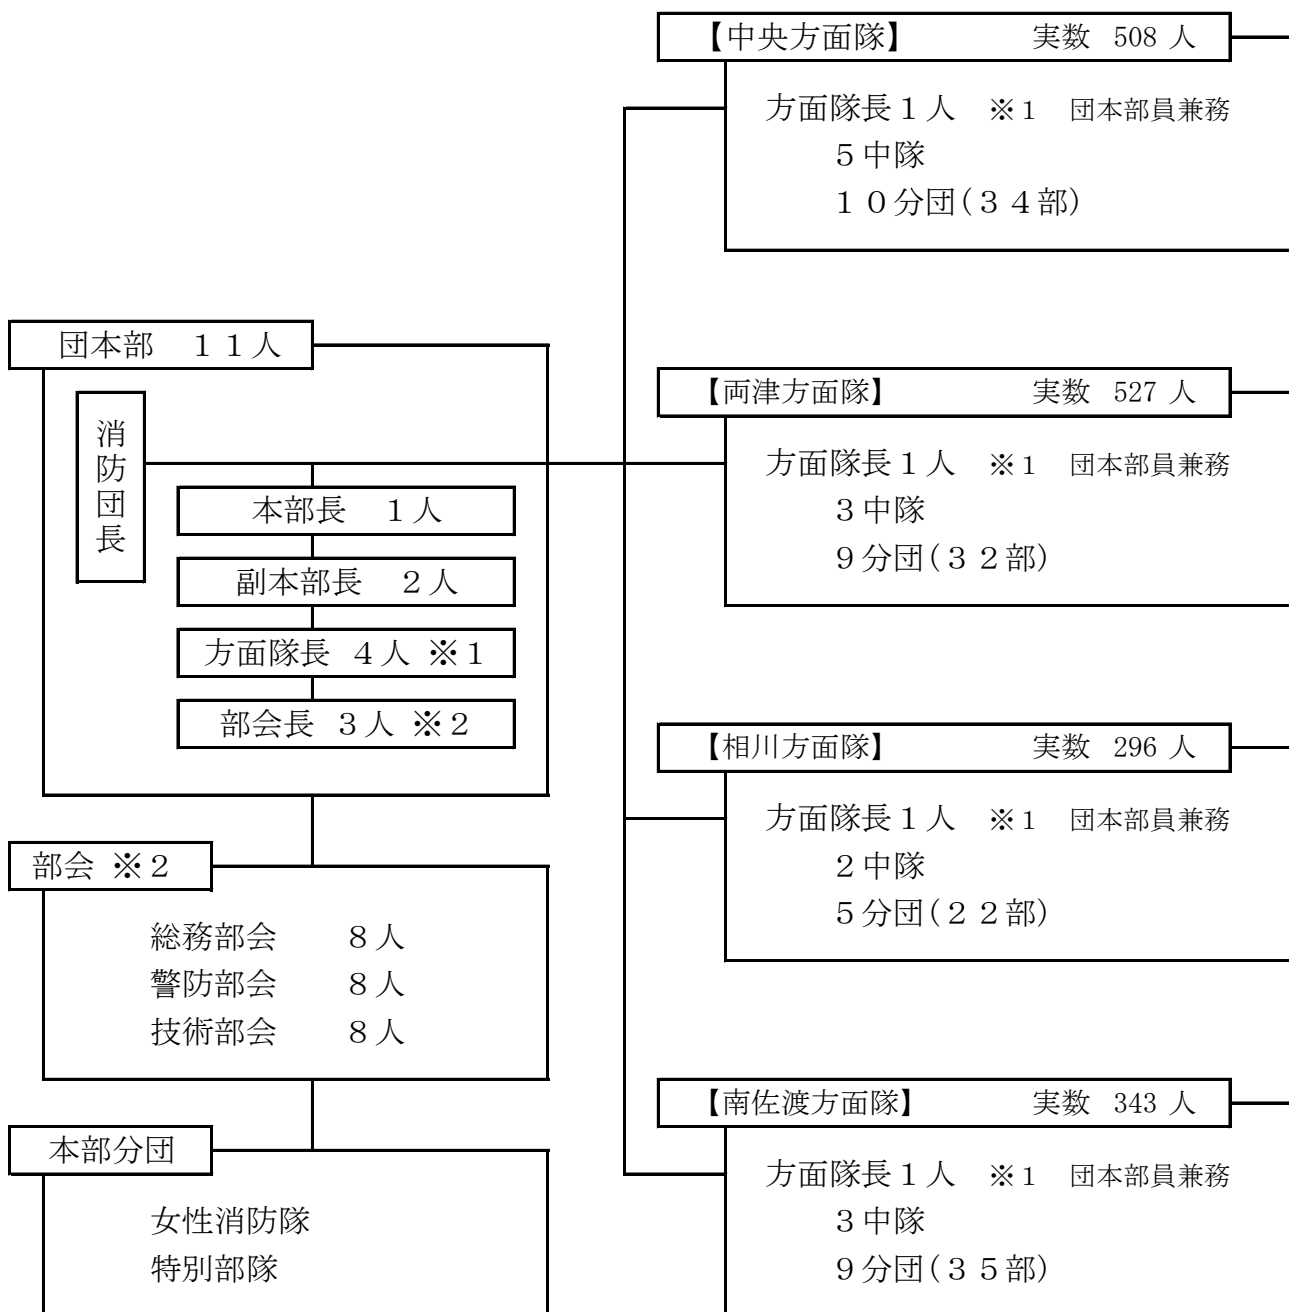 団本部　１１人
消防団長
本部長　１人
副本部長　２人
方面隊長 ４人 ※１
部会長 ３人 ※２
部会 ※２
総務部会　　８人
警防部会　　８人
技術部会　　８人
本部分団
女性消防隊
特別部隊
【中央方面隊】　　　実数 508 人
方面隊長１人　※１　団本部員兼務
５中隊
１０分団(３４部)
【両津方面隊】　　　実数 527 人
方面隊長１人　※１　団本部員兼務
３中隊
９分団(３２部)
【相川方面隊】　　　実数 296 人
方面隊長１人　※１　団本部員兼務
２中隊
５分団(２２部)
【南佐渡方面隊】　　　実数 343 人
方面隊長１人　※１　団本部員兼務
３中隊
９分団(３５部)